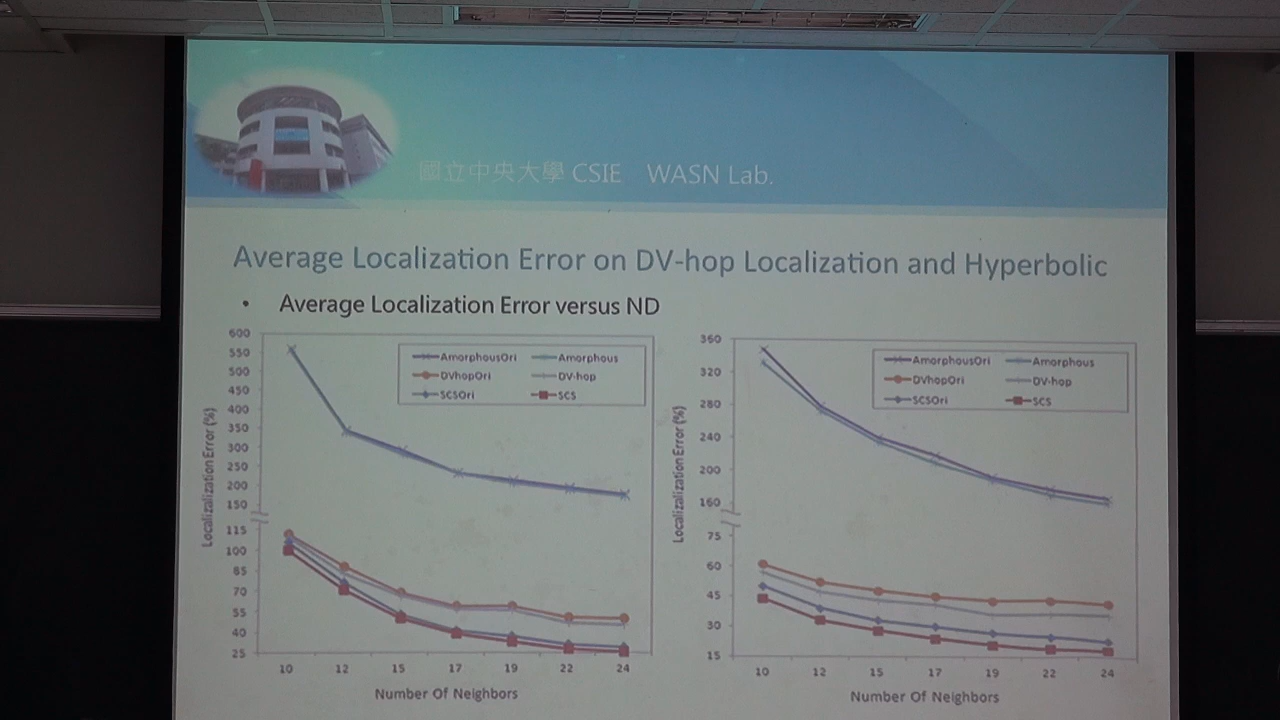 國立中央大學 CSIE WASN Lab.
Average Localization Error on DV-hop Localization and Hyperbolic
• Average Localization Error versus ND
600
550
500
450
400
350
300
250
200
150
115
100
85
70
55
40
25
Localization Error (%)
AmorphousOri Amorphous
DVhopOri DV-hop
SCSOri SCS
10 12 15 17 19 22 24
Number Of Neighbors
360
320
280
240
200
160
75
60
45
30
15
Localization Error (%)
AmorphousOri Amorphous
DVhopOri DV-hop
SCSOri SCS
10 12 15 17 19 22 24
Number Of Neighbors